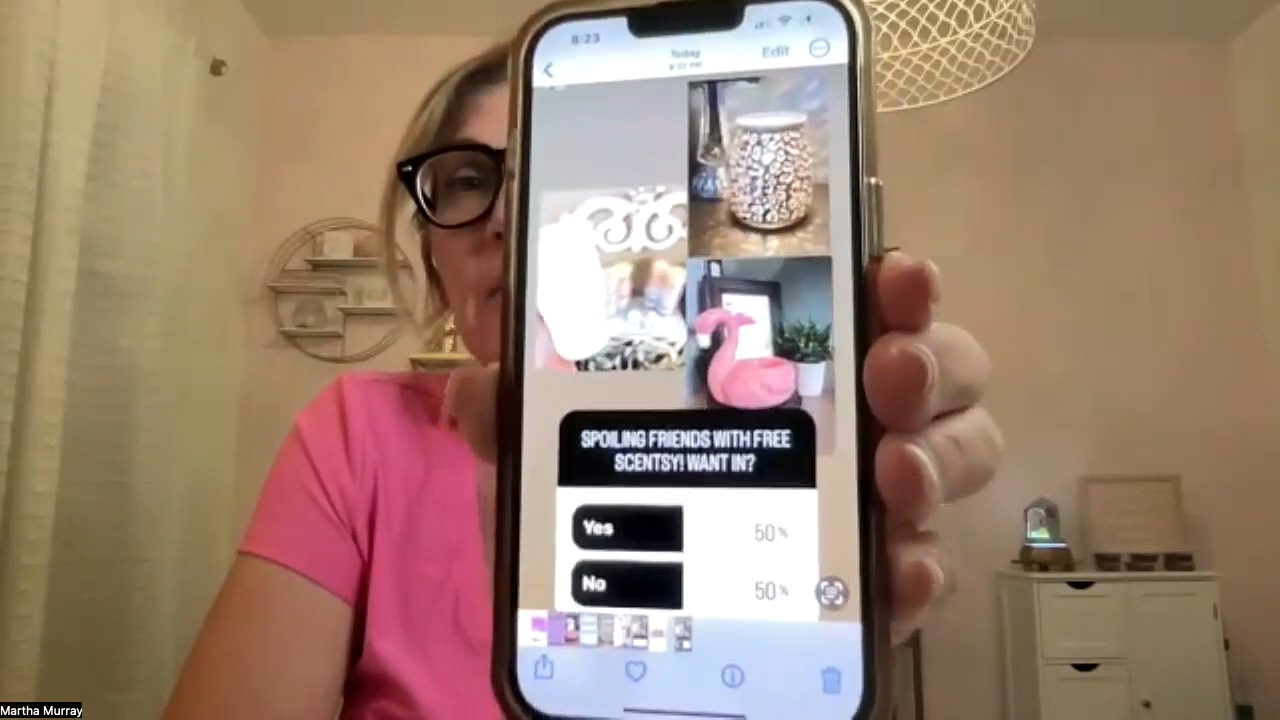 8:23
Today
Edit
SPOILING FRIENDS WITH FREE
SCENTSY! WANT IN?
Yes
50%
No
50%
Martha Murray